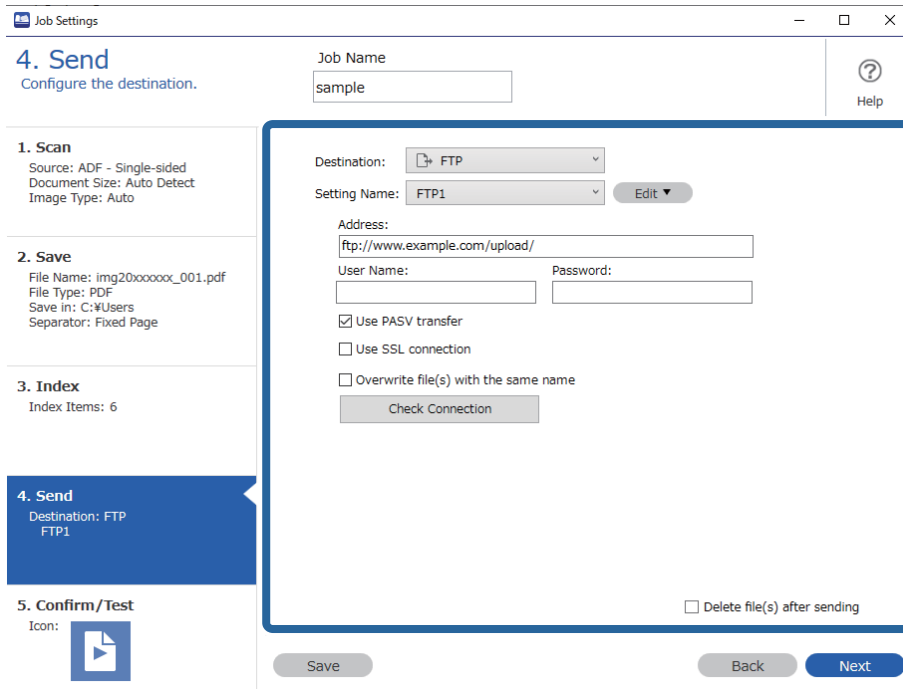 Job Settings
4. Send
Configure the destination.
Job Name
sample
Help
1. Scan
Source: ADF - Single-sided
Document Size: Auto Detect
Image Type: Auto
2. Save
File Name: img20xxxxxx_001.pdf
File Type: PDF
Save in: C:¥Users
Separator: Fixed Page
3. Index
Index Items: 6
4. Send
Destination: FTP
FTP1
5. Confirm/Test
Icon:
Destination: FTP
Setting Name: FTP1 Edit ▼
Address:
ftp://www.example.com/upload/
User Name: Password:
Use PASV transfer
Use SSL connection
Overwrite file(s) with the same name
Check Connection
Delete file(s) after sending
Save Back Next